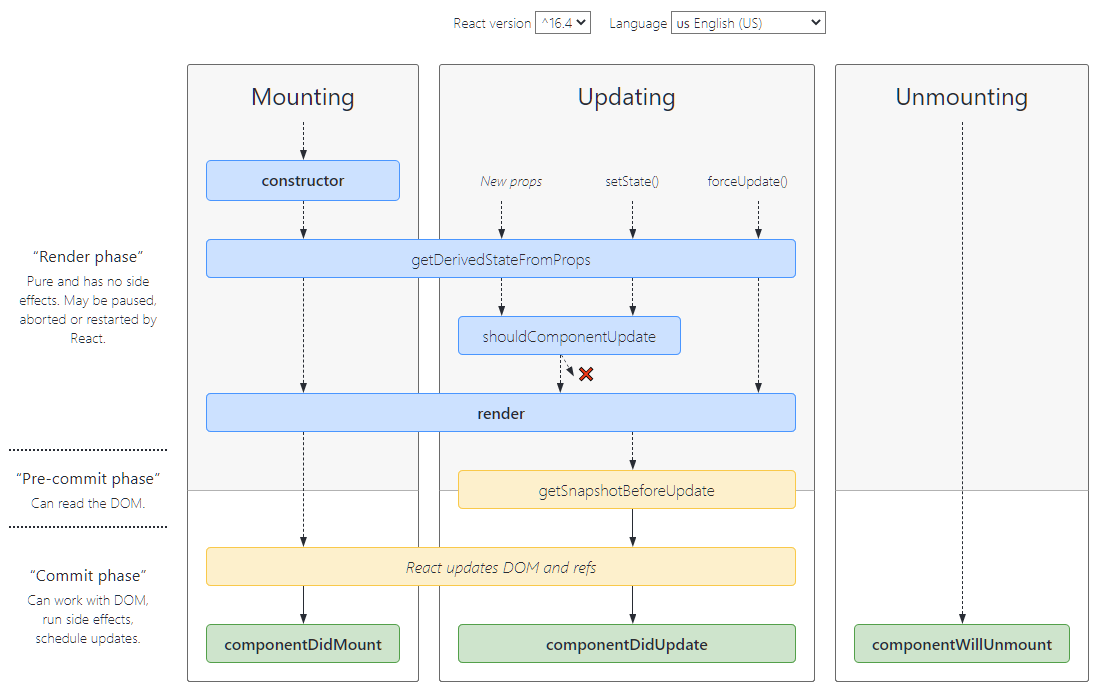 React version ^16.4 Language us English (US)
Mounting
Updating
Unmounting
constructor
New props
setState()
forceUpdate()
“Render phase”
Pure and has no side
effects. May be paused,
aborted or restarted by
React.
getDerivedStateFromProps
shouldComponentUpdate
render
“Pre-commit phase”
Can read the DOM.
getSnapshotBeforeUpdate
“Commit phase”
Can work with DOM,
run side effects,
schedule updates.
React updates DOM and refs
componentDidMount
componentDidUpdate
componentWillUnmount